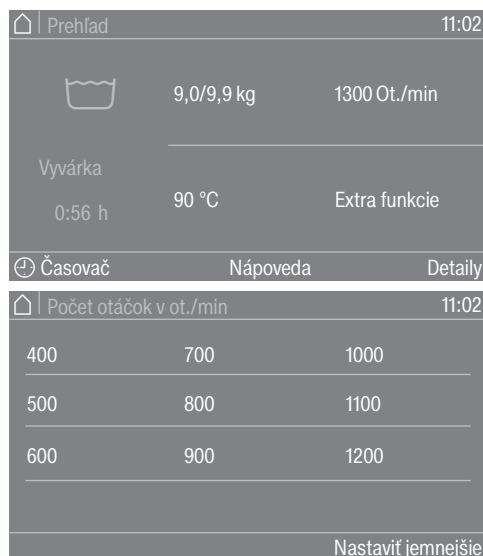 Prehľad 11:02
9,0/9,9 kg 1300 Ot./min
Vyvárka
0:56 h
90 °C Extra funkcie
Časovač Nápoveda Detaily
Počet otáčok v ot./min 11:02
400 700 1000
500 800 1100
600 900 1200
Nastaviť jemnejšie